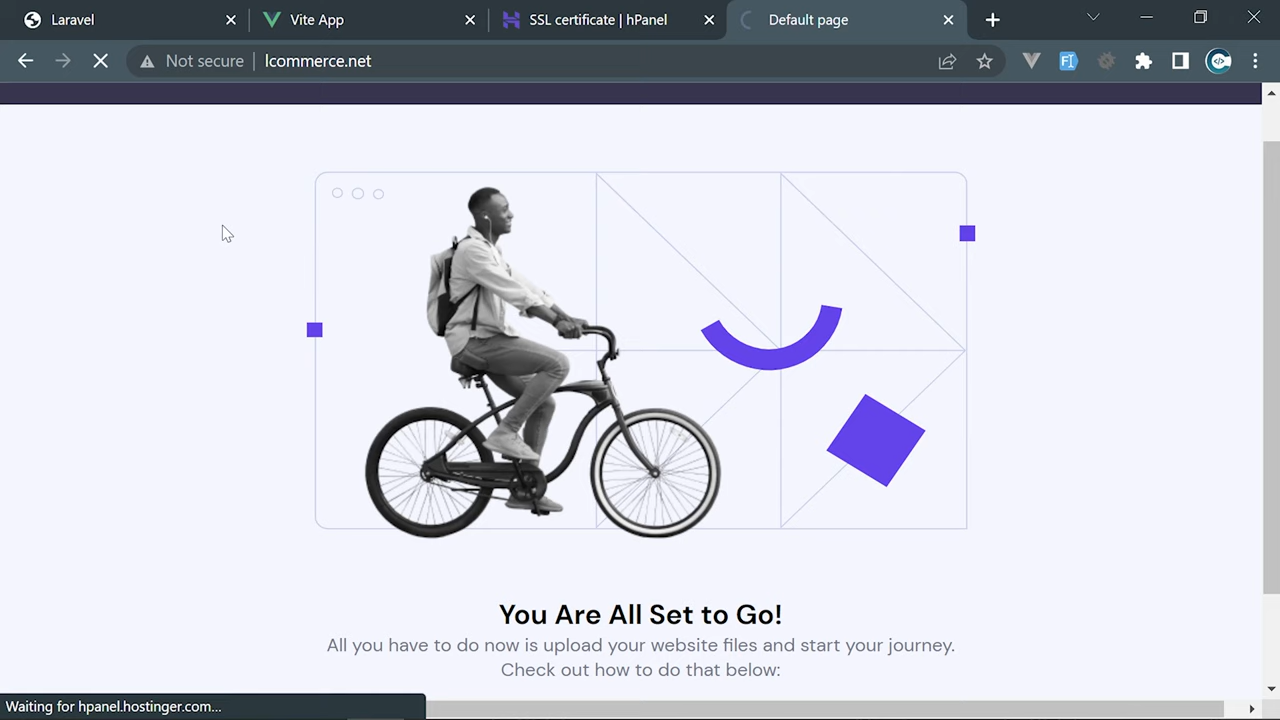 Laravel
Vite App
SSL certificate | hPanel
Default page
Not secure
lcommerce.net
You Are All Set to Go!
All you have to do now is upload your website files and start your journey.
Check out how to do that below:
Waiting for hpanel.hostinger.com...